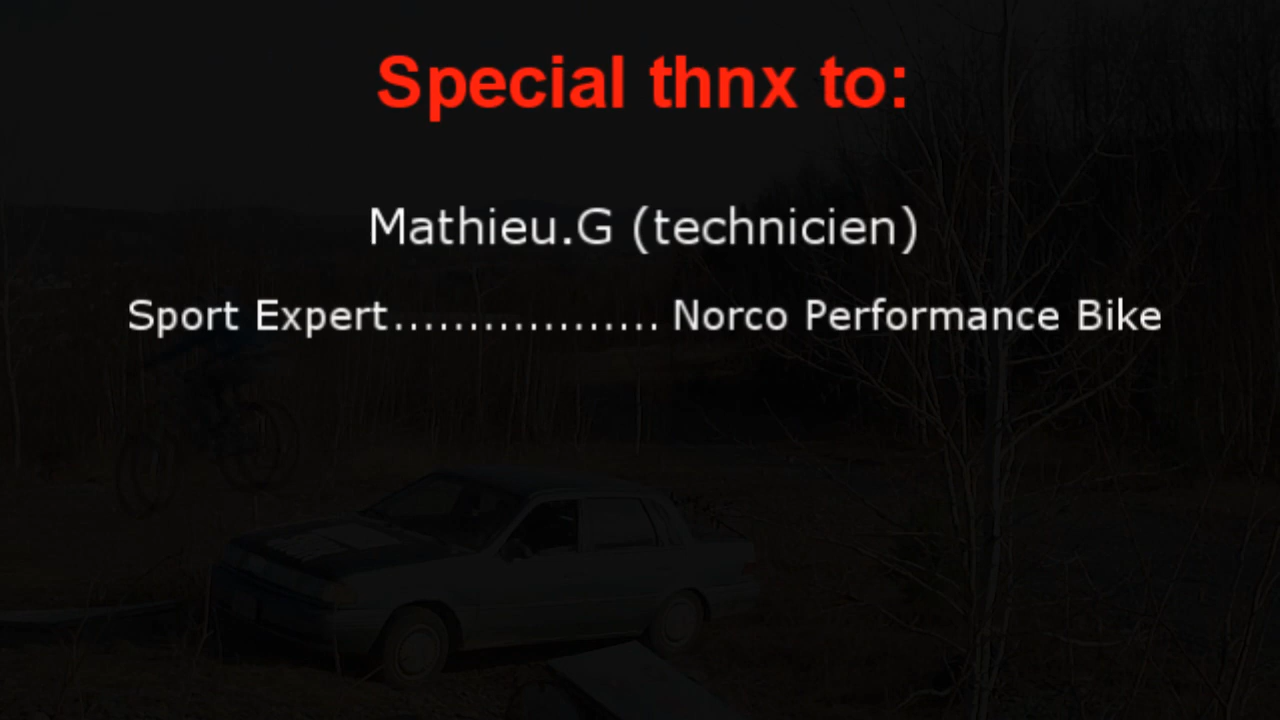 Special thnx to:
Mathieu.G (technicien)
Sport Expert.................. Norco Performance Bike